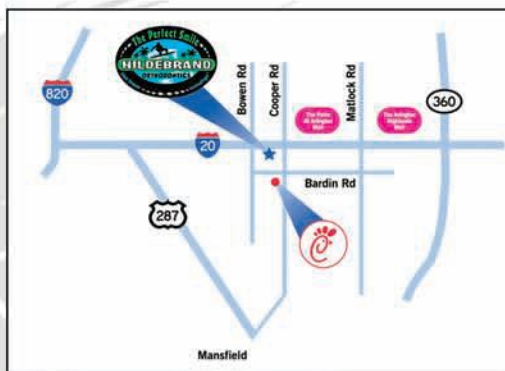 The Perfect Smile
HILDEBRAND
ORTHODONTICS
Bowen Rd
Cooper Rd
Matlock Rd
820
The Parks
At Arlington
Mall
The Arlington
Highlands
Mall
360
20
Bardin Rd
287
Mansfield